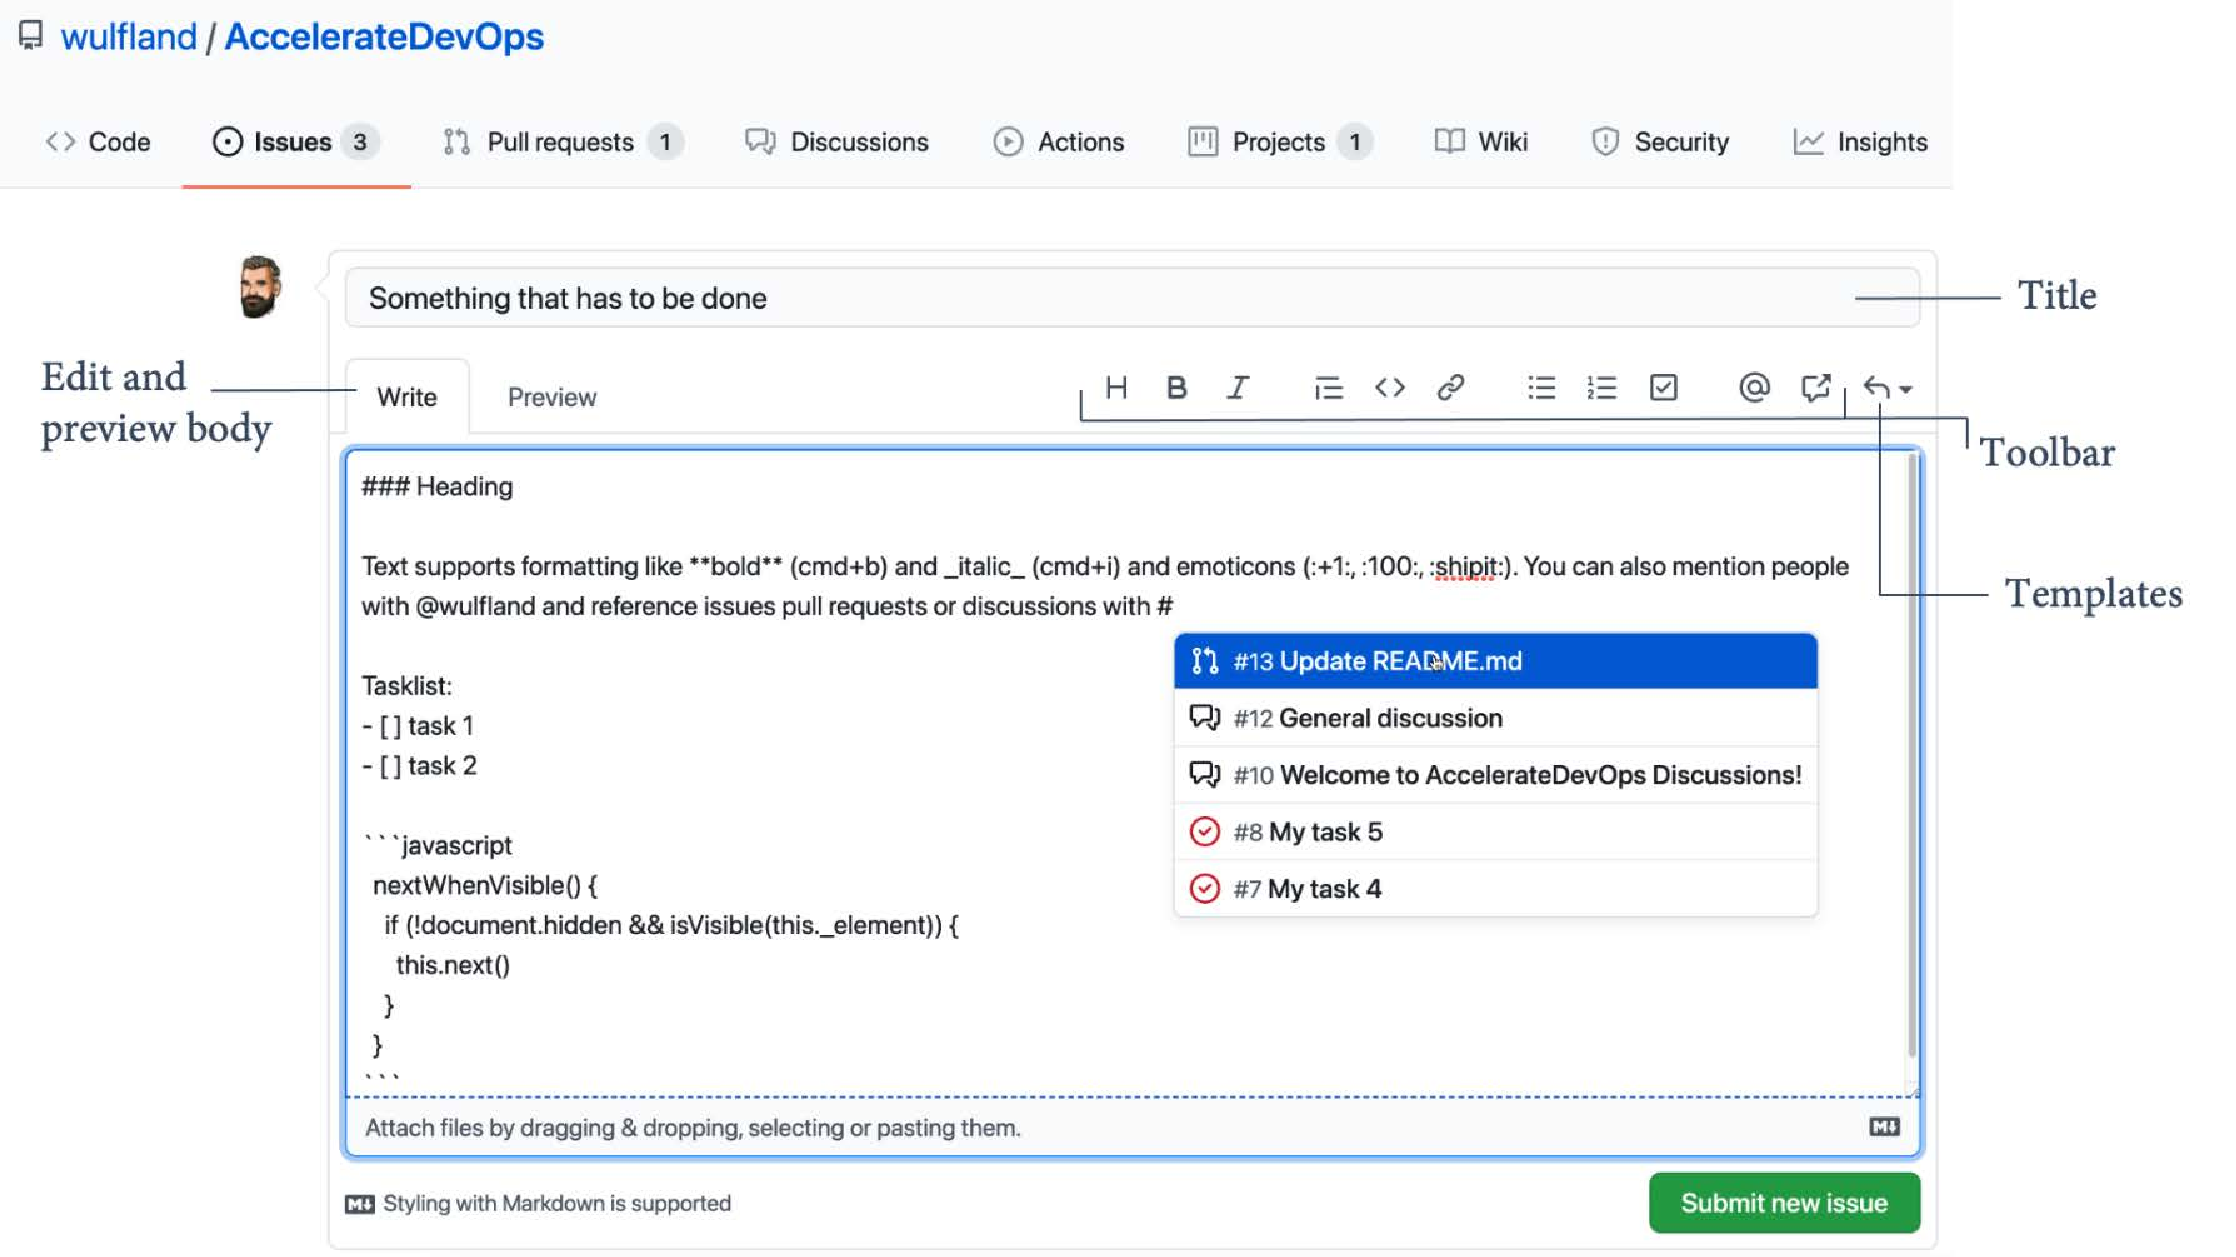 wulfland / AccelerateDevOps
Code Issues 3 Pull requests 1 Discussions Actions Projects 1 Wiki Security Insights
Something that has to be done
Title
Edit and
preview body
Write Preview
H B I
Toolbar
### Heading
Text supports formatting like **bold** (cmd+b) and _italic_ (cmd+i) and emoticons (:+1:, :100:, :shipit:). You can also mention people
with @wulfland and reference issues pull requests or discussions with #
Templates
#13 Update README.md
#12 General discussion
#10 Welcome to AccelerateDevOps Discussions!
#8 My task 5
#7 My task 4
Tasklist:
- [ ] task 1
- [ ] task 2
```javascript
nextWhenVisible() {
if (!document.hidden && isVisible(this._element)) {
this.next()
}
}
```
Attach files by dragging & dropping, selecting or pasting them.
Styling with Markdown is supported
Submit new issue